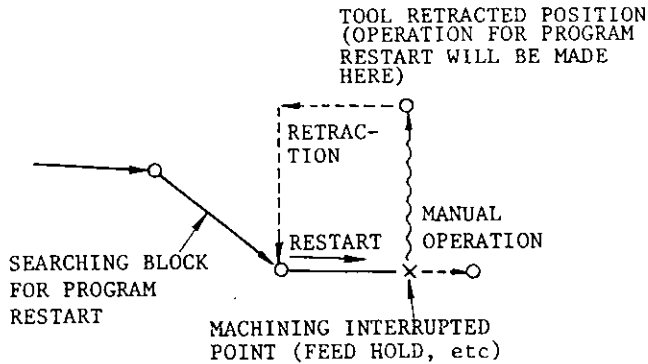 TOOL RETRACTED POSITION
(OPERATION FOR PROGRAM
RESTART WILL BE MADE
HERE)
RETRAC-
TION
MANUAL
OPERATION
RESTART
SEARCHING BLOCK
FOR PROGRAM
RESTART
MACHINING INTERRUPTED
POINT (FEED HOLD, etc)